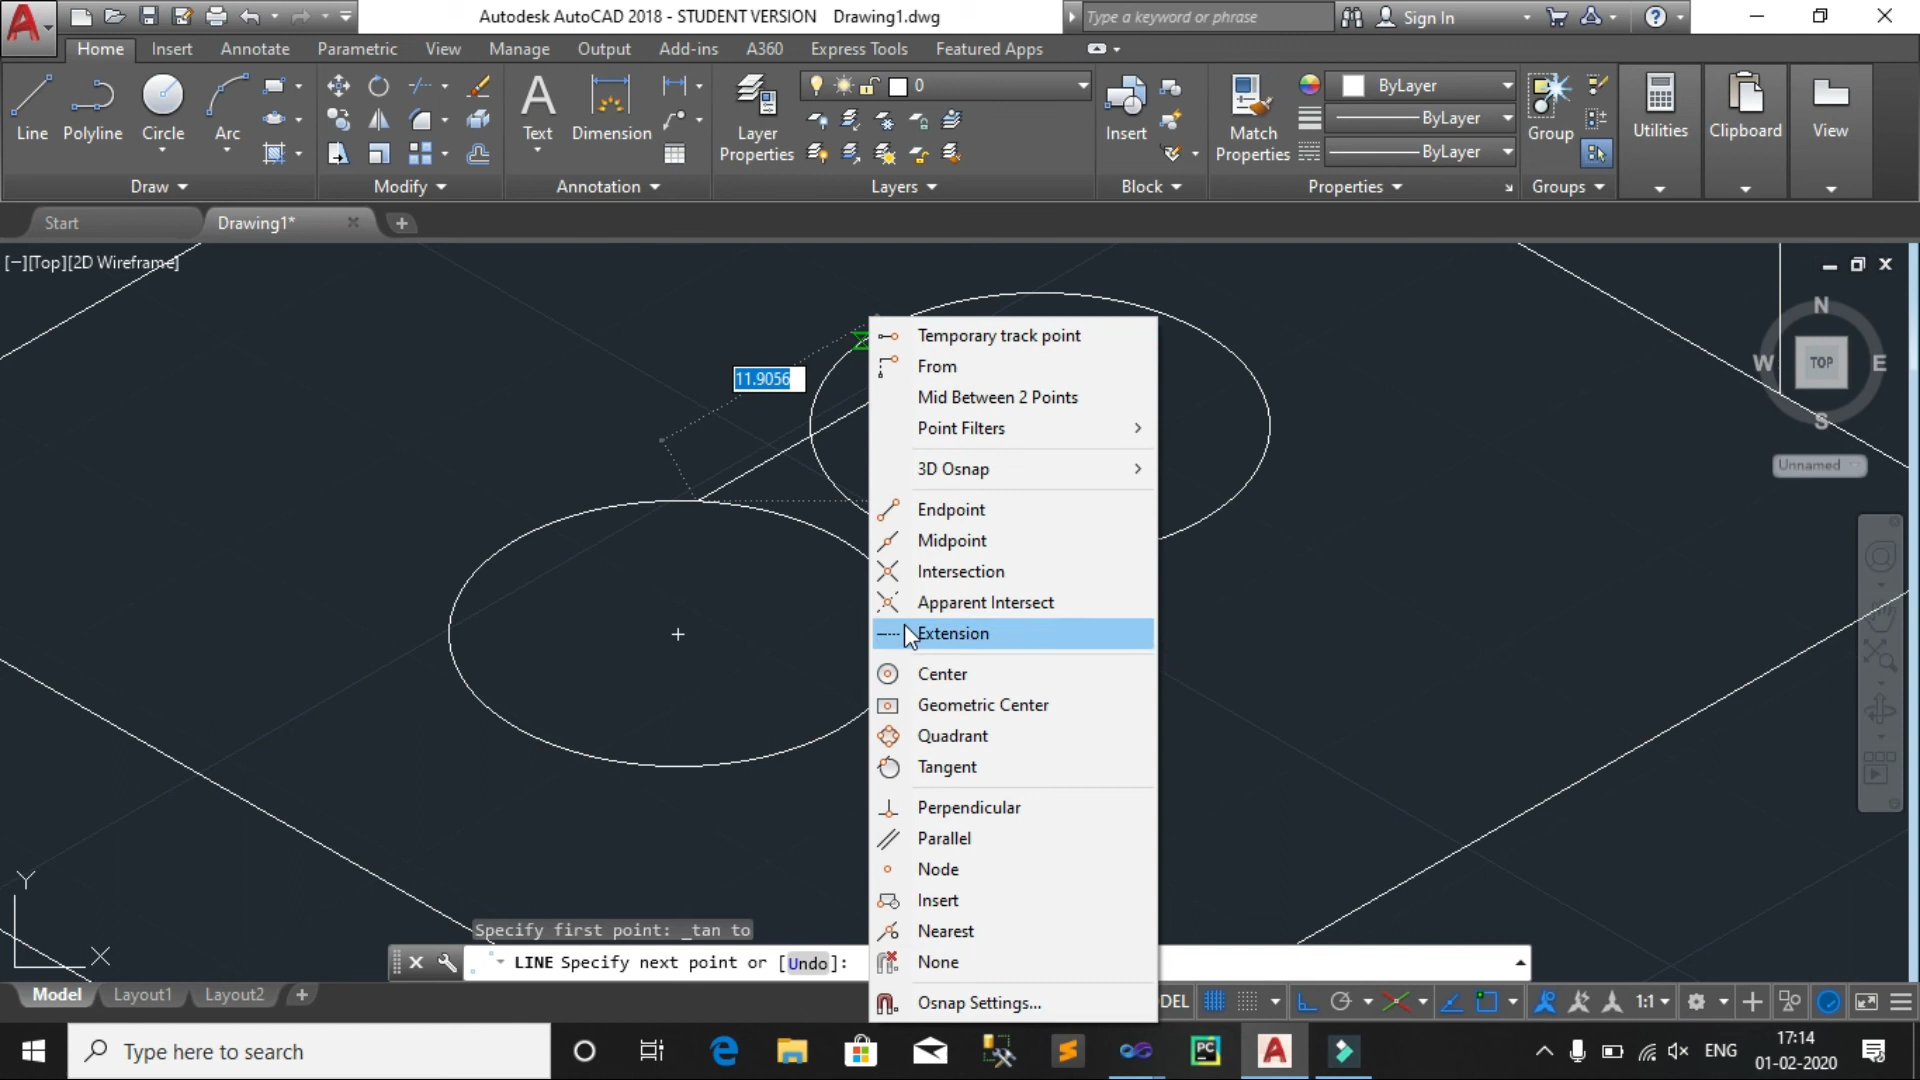 Autodesk AutoCAD 2018 - STUDENT VERSION Drawing1.dwg
Type a keyword or phrase
Sign In
Home Insert Annotate Parametric View Manage Output Add-ins A360 Express Tools Featured Apps
0
ByLayer
ByLayer
ByLayer
Line Polyline Circle Arc Text Dimension Layer Properties Insert Match Properties Group Utilities Clipboard View
Draw Modify Annotation Layers Block Properties Groups
Start Drawing1*
[−][Top][2D Wireframe]
N
W TOP E
S
Unnamed
11.9056
Temporary track point
From
Mid Between 2 Points
Point Filters
3D Osnap
Endpoint
Midpoint
Intersection
Apparent Intersect
Extension
Center
Geometric Center
Quadrant
Tangent
Perpendicular
Parallel
Node
Insert
Nearest
None
Osnap Settings...
Y
X
Specify first point: _tan to
LINE Specify next point or [Undo]:
Model Layout1 Layout2
DEL 1:1
Type here to search
PC
ENG
17:14
01-02-2020